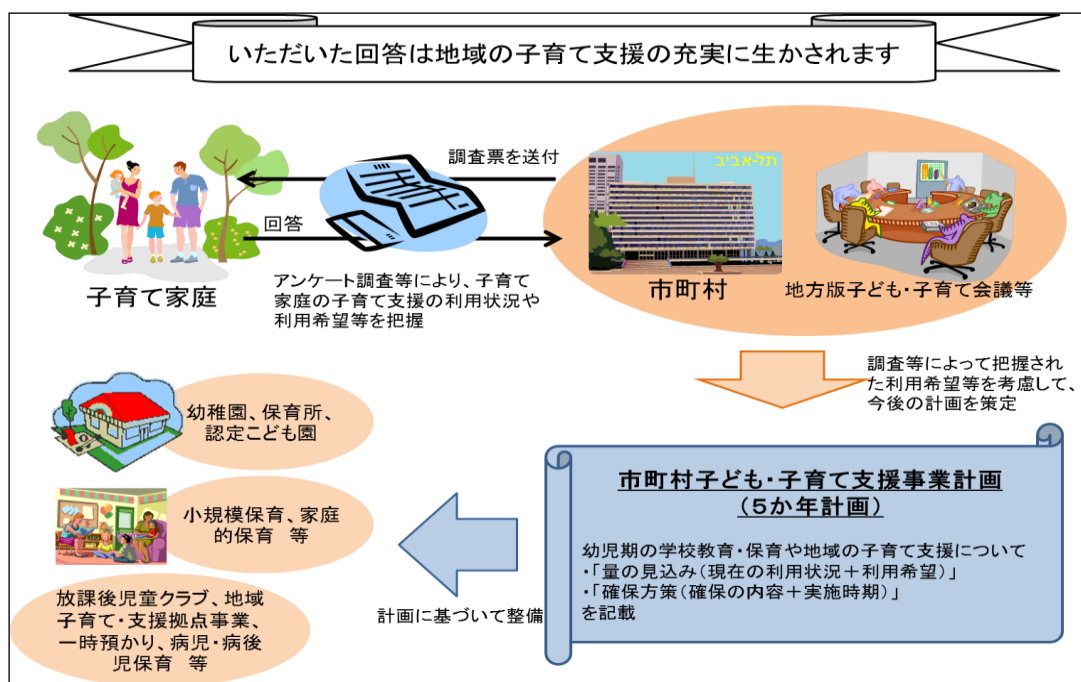 いただいた回答は地域の子育て支援の充実に生かされます
調査票を送付
回答
子育て家庭
アンケート調査等により、子育て
家庭の子育て支援の利用状況や
利用希望等を把握
תל-אביב
市町村
地方版子ども・子育て会議等
調査等によって把握され
た利用希望等を考慮して、
今後の計画を策定
市町村子ども・子育て支援事業計画
(5か年計画)
幼児期の学校教育・保育や地域の子育て支援について
・「量の見込み(現在の利用状況+利用希望)」
・「確保方策(確保の内容+実施時期)」
を記載
計画に基づいて整備
幼稚園、保育所、
認定こども園
小規模保育、家庭
的保育 等
放課後児童クラブ、地域
子育て・支援拠点事業、
一時預かり、病児・病後
児保育 等